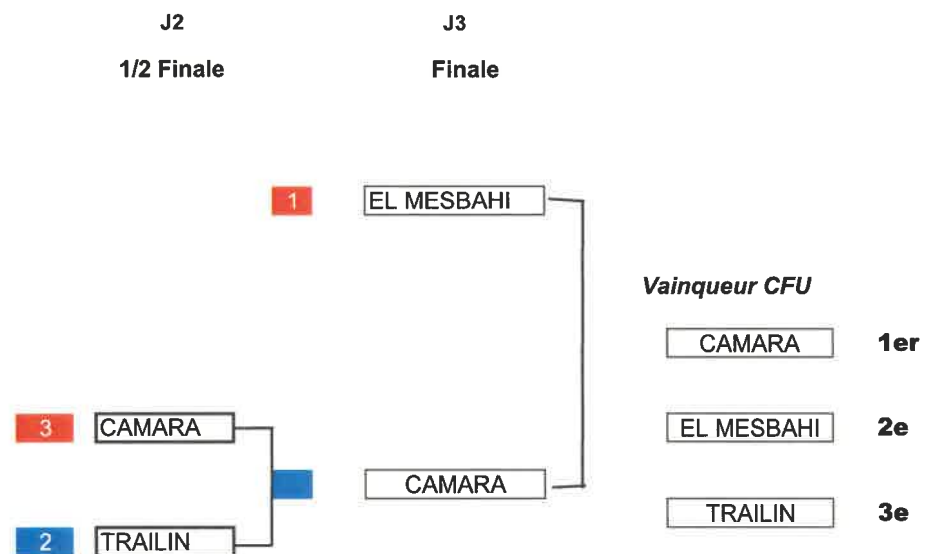 J2
J3
1/2 Finale
Finale
1
EL MESBAHI
Vainqueur CFU
CAMARA
1er
3
CAMARA
EL MESBAHI
2e
CAMARA
TRAILIN
3e
2
TRAILIN